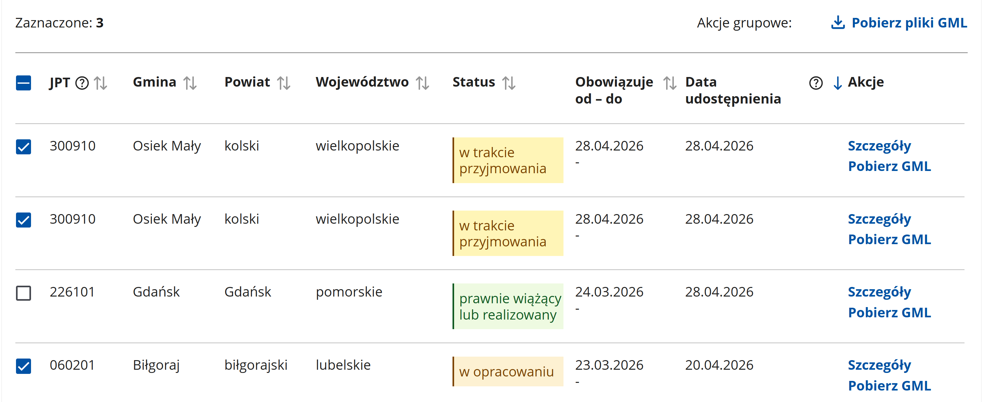 Zaznaczone: 3
Akcje grupowe: Pobierz pliki GML
JPT Gmina Powiat Województwo Status Obowiązuje od – do Data udostępnienia Akcje
300910 Osiek Mały kolski wielkopolskie w trakcie przyjmowania 28.04.2026 - 28.04.2026 Szczegóły Pobierz GML
300910 Osiek Mały kolski wielkopolskie w trakcie przyjmowania 28.04.2026 - 28.04.2026 Szczegóły Pobierz GML
226101 Gdańsk Gdańsk pomorskie prawnie wiążący lub realizowany 24.03.2026 - 28.04.2026 Szczegóły Pobierz GML
060201 Biłgoraj biłgorajski lubelskie w opracowaniu 23.03.2026 - 20.04.2026 Szczegóły Pobierz GML